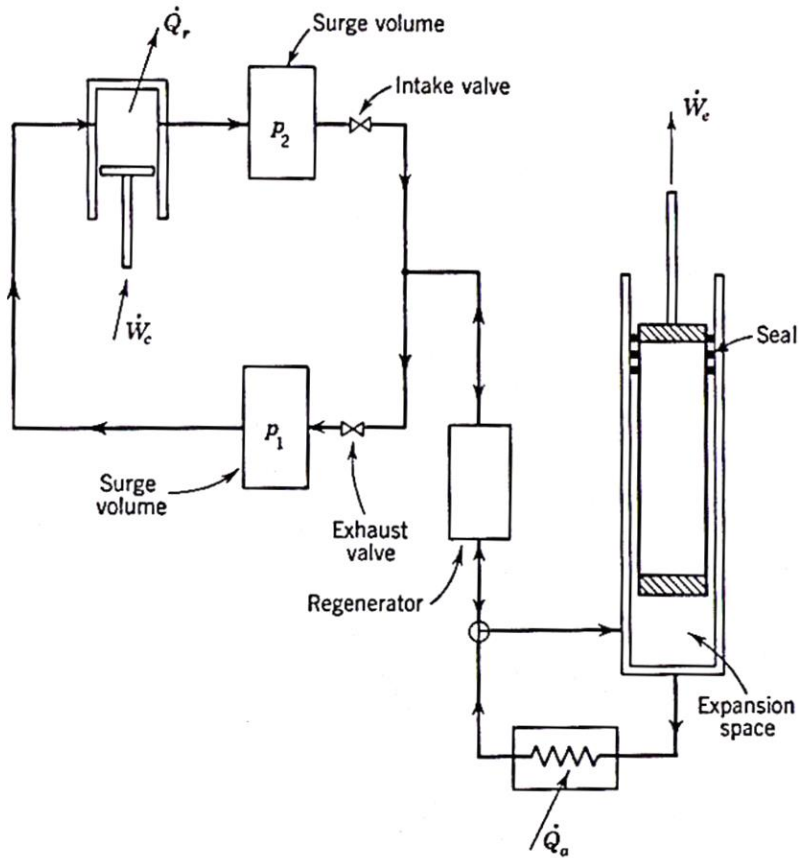 Q̇r
Surge volume
Intake valve
p2
Ẇe
Ẇc
Seal
p1
Surge
volume
Exhaust
valve
Regenerator
Expansion
space
Q̇a